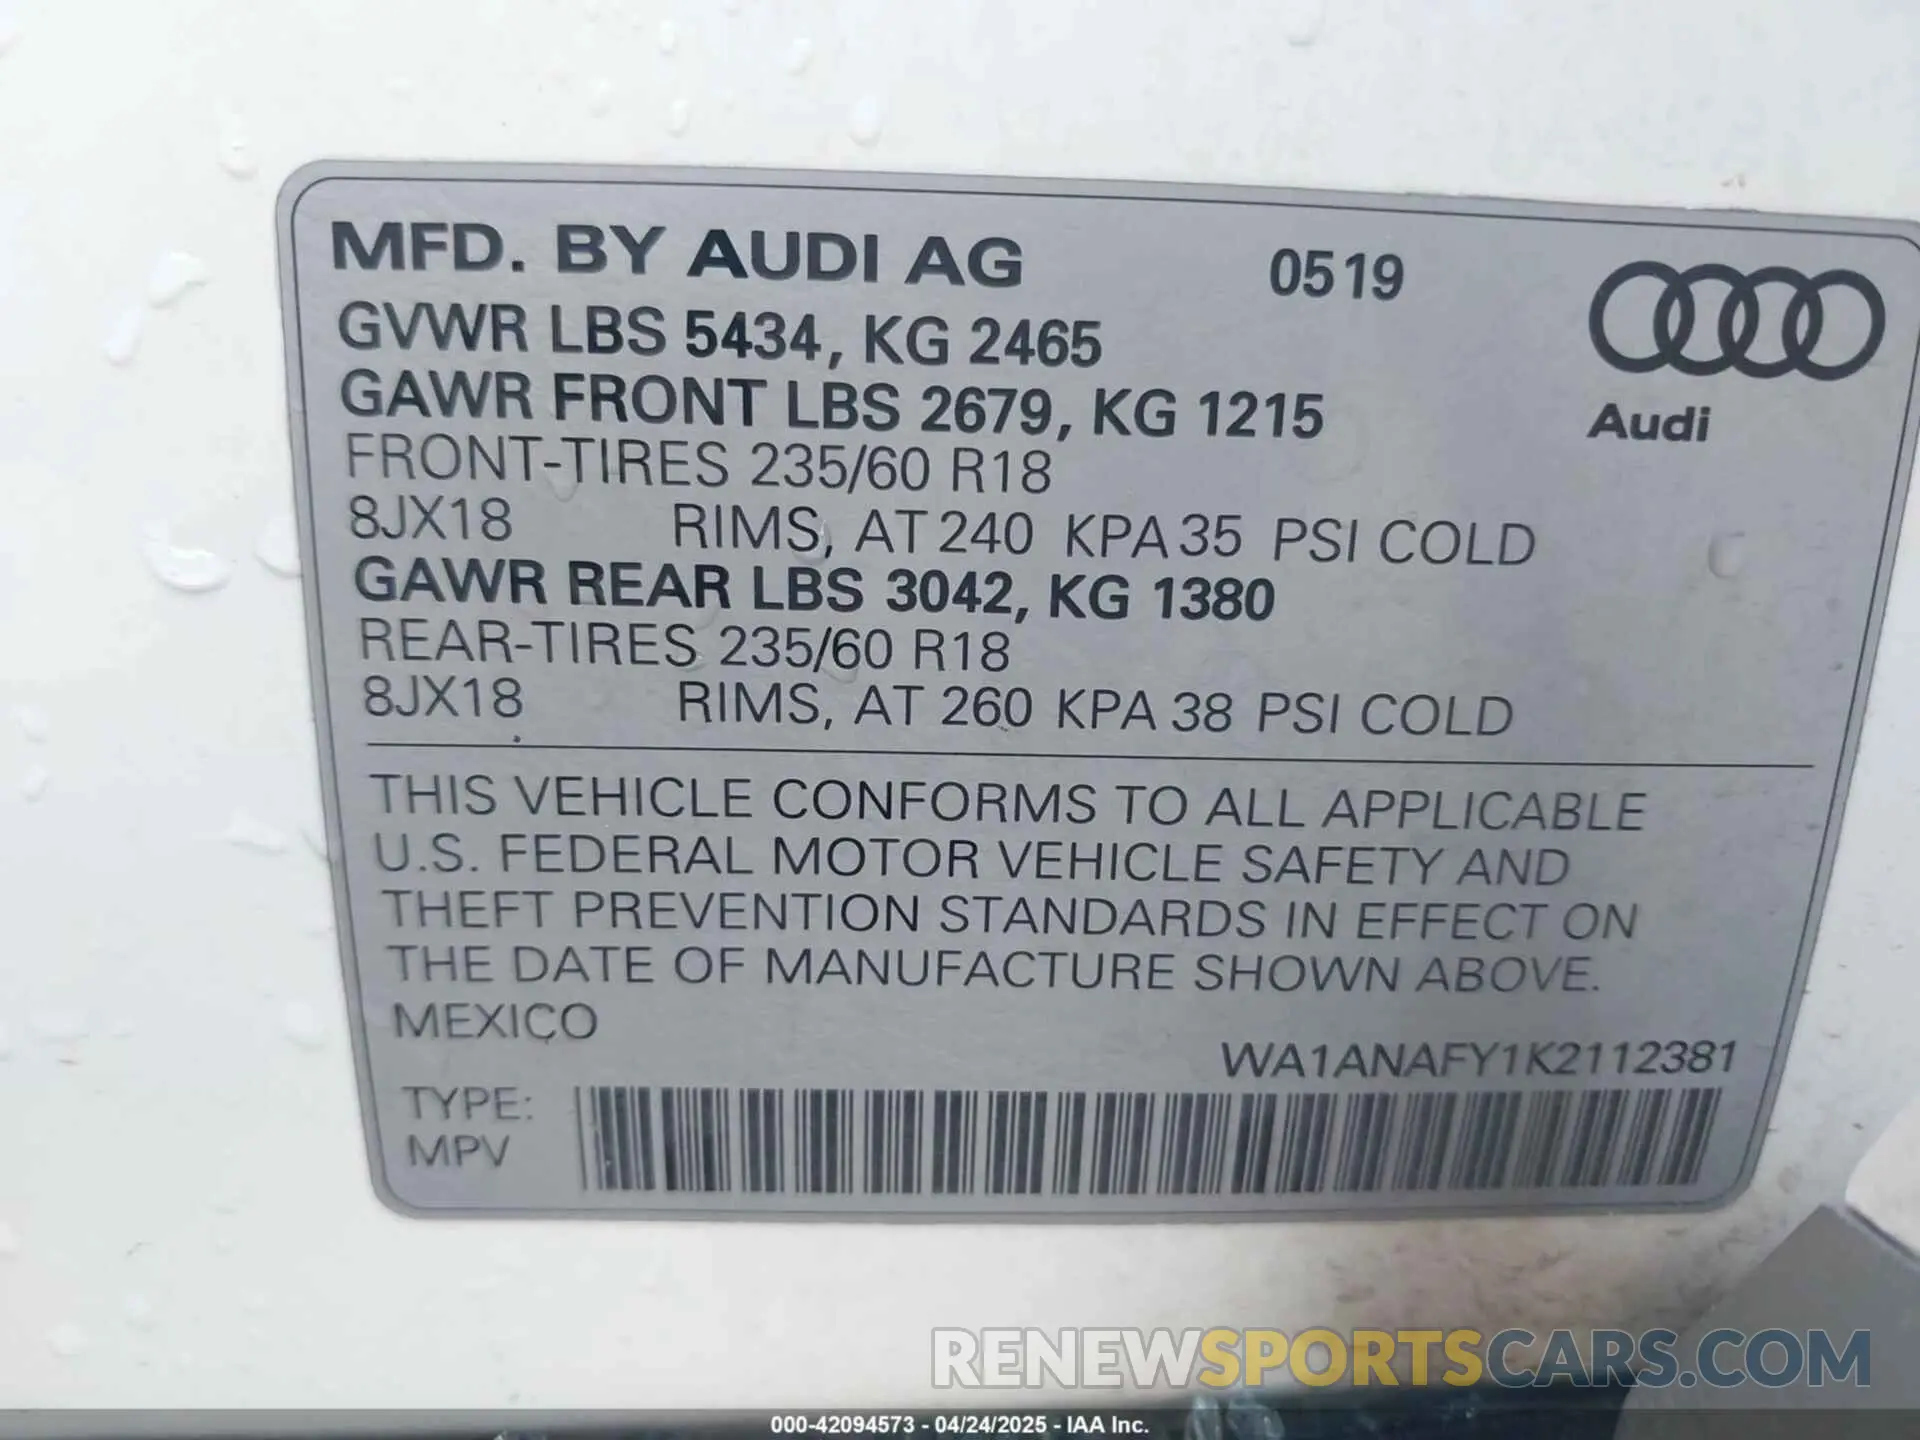 MFD. BY AUDI AG 0519
GVWR LBS 5434, KG 2465
GAWR FRONT LBS 2679, KG 1215
Audi
FRONT-TIRES 235/60 R18
8JX18 RIMS, AT 240 KPA 35 PSI COLD
GAWR REAR LBS 3042, KG 1380
REAR-TIRES 235/60 R18
8JX18 RIMS, AT 260 KPA 38 PSI COLD
THIS VEHICLE CONFORMS TO ALL APPLICABLE
U.S. FEDERAL MOTOR VEHICLE SAFETY AND
THEFT PREVENTION STANDARDS IN EFFECT ON
THE DATE OF MANUFACTURE SHOWN ABOVE.
MEXICO
WA1ANAFY1K2112381
TYPE:
MPV
RENEWSPORTSCARS.COM
000-42094573 - 04/24/2025 - IAA Inc.